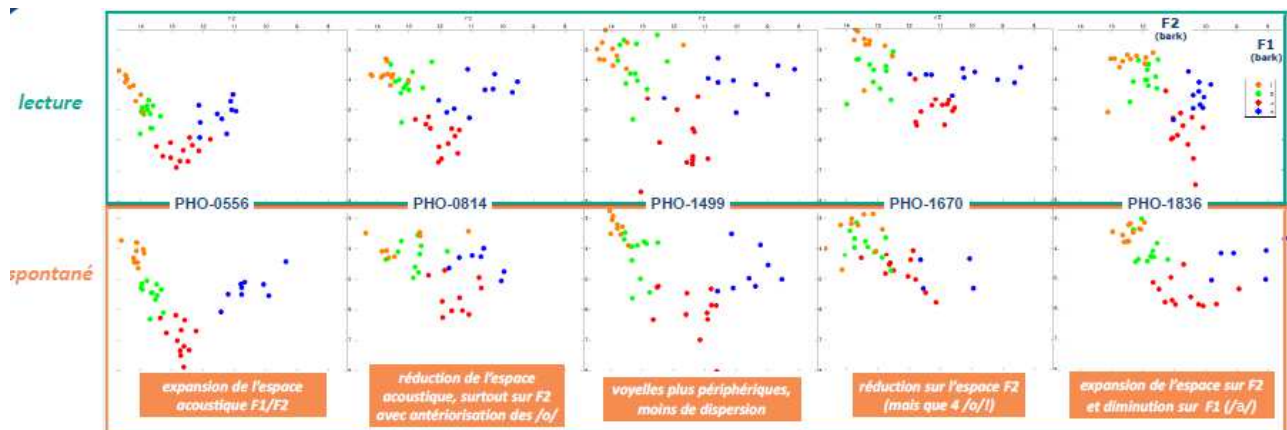 F2
(bark)
F1
(bark)
lecture
PHO-0556
PHO-0814
PHO-1499
PHO-1670
PHO-1836
spontané
expansion de l'espace
acoustique F1/F2
réduction de l'espace
acoustique, surtout sur F2
avec antériorisation des /o/
voyelles plus périphériques,
moins de dispersion
réduction sur l'espace F2
(mais que 4 /o/!)
expansion de l'espace sur F2
et diminution sur F1 (/a/)